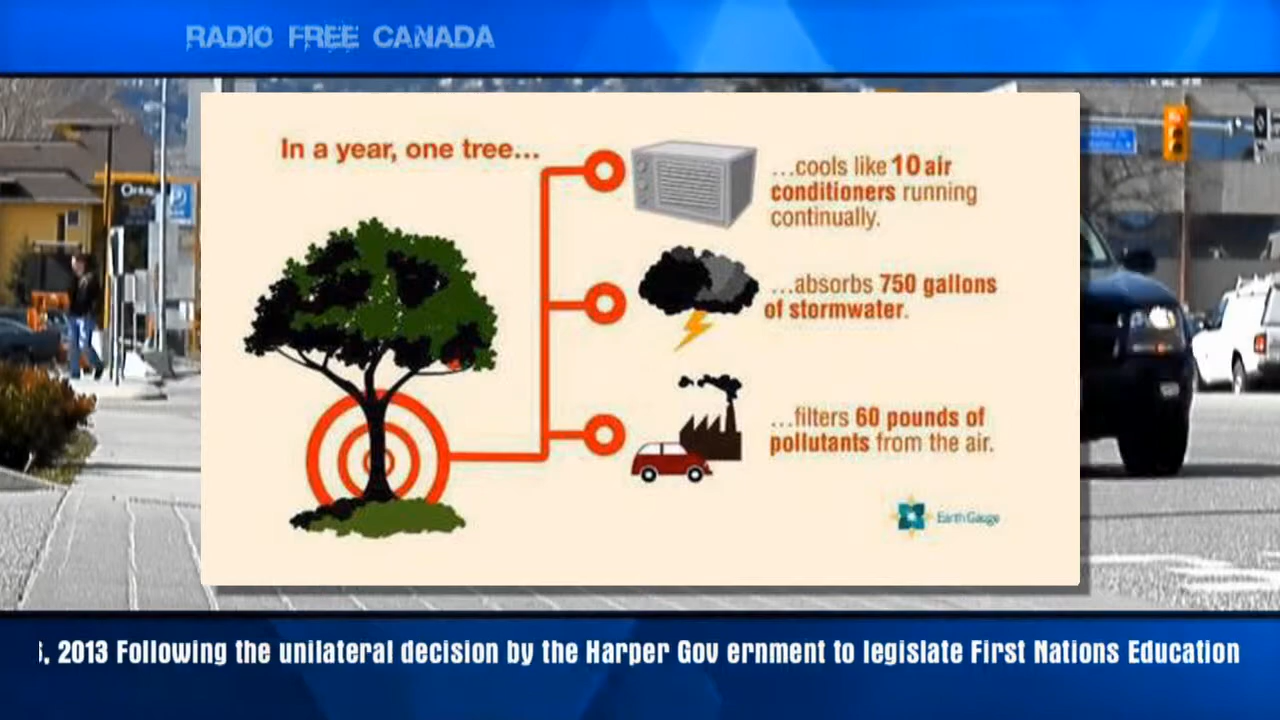 RADIO FREE CANADA
In a year, one tree...
...cools like 10 air
conditioners running
continually.
...absorbs 750 gallons
of stormwater.
...filters 60 pounds of
pollutants from the air.
EarthGauge
, 2013 Following the unilateral decision by the Harper Gov ernment to legislate First Nations Education